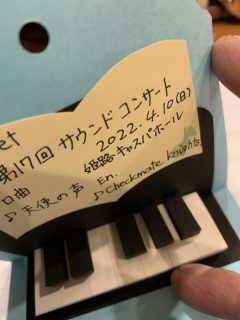 et
第17回 サウンド コンサート
2022. 4. 10 (日)
姫路キャスパホール
曲
♪ 天使の声
En.
♪ Checkmate Knights